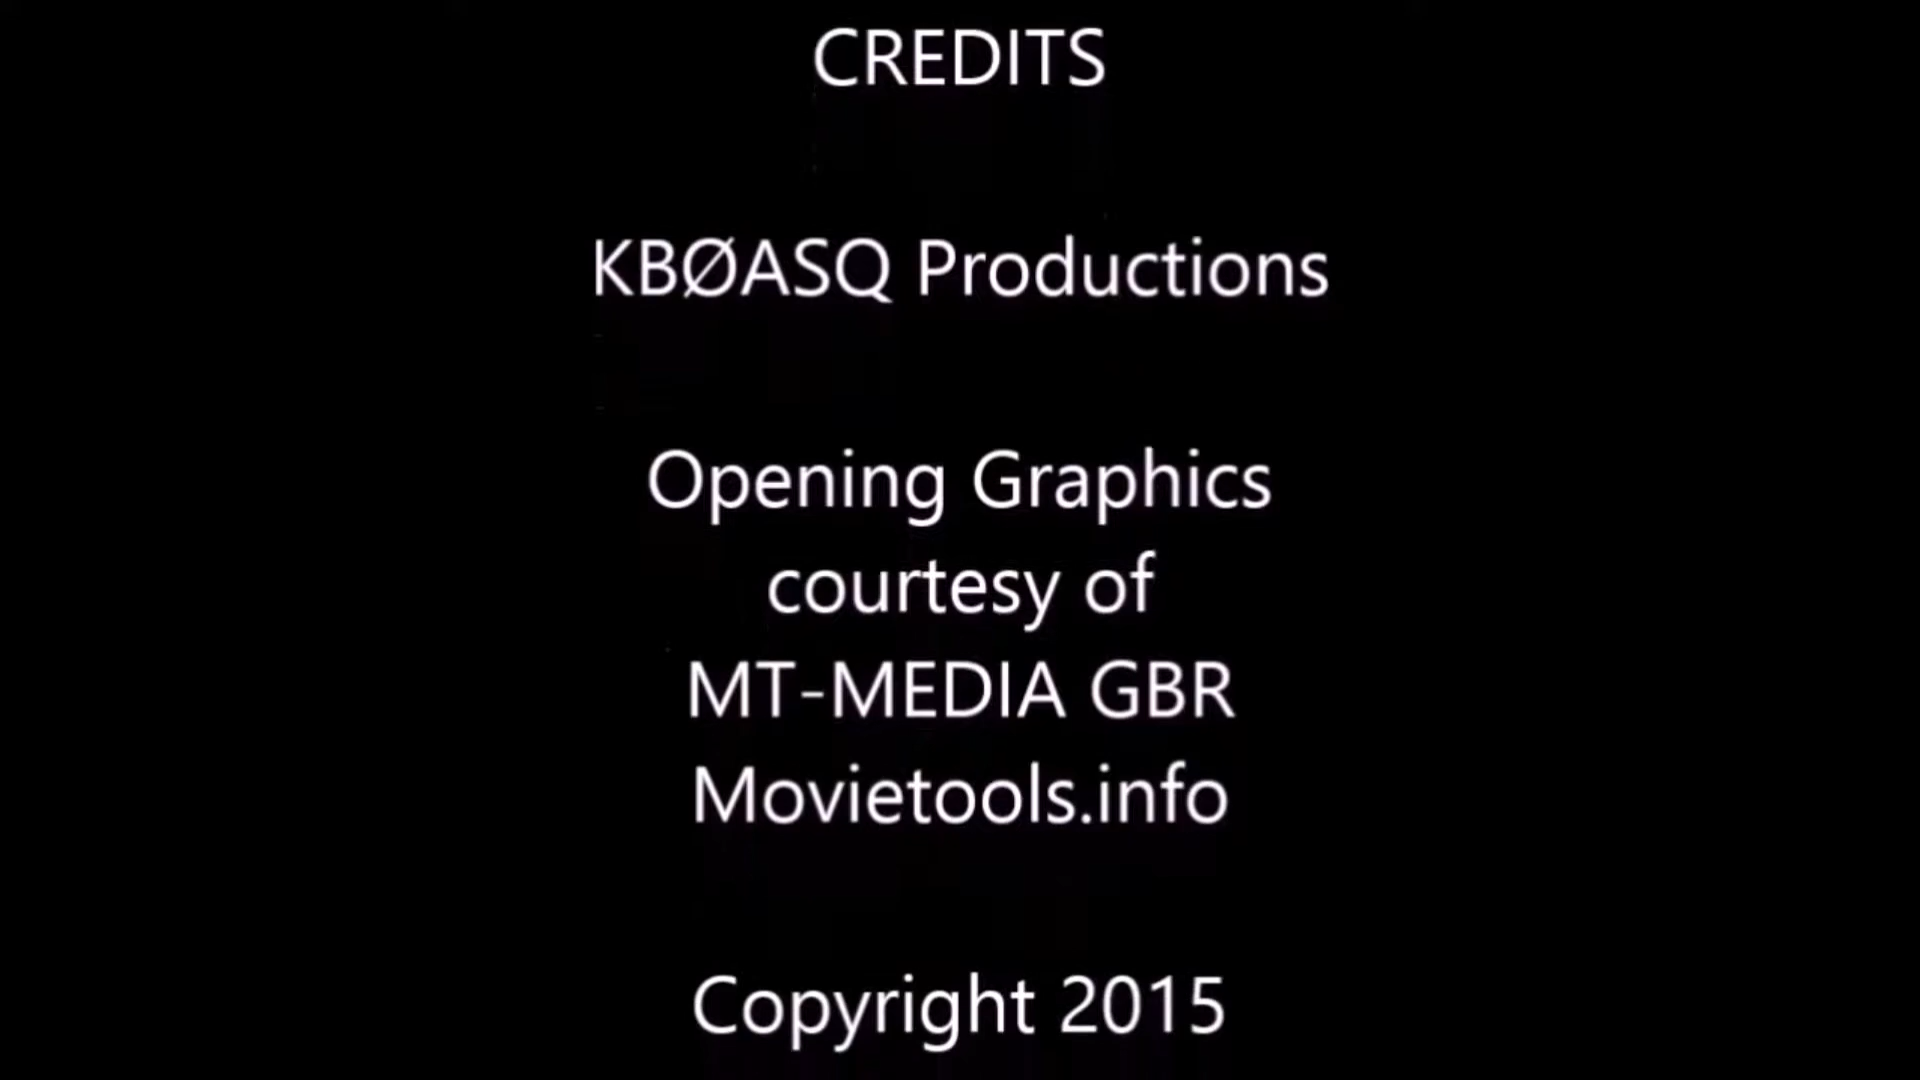 CREDITS
KBØASQ Productions
Opening Graphics
courtesy of
MT-MEDIA GBR
Movietools.info
Copyright 2015